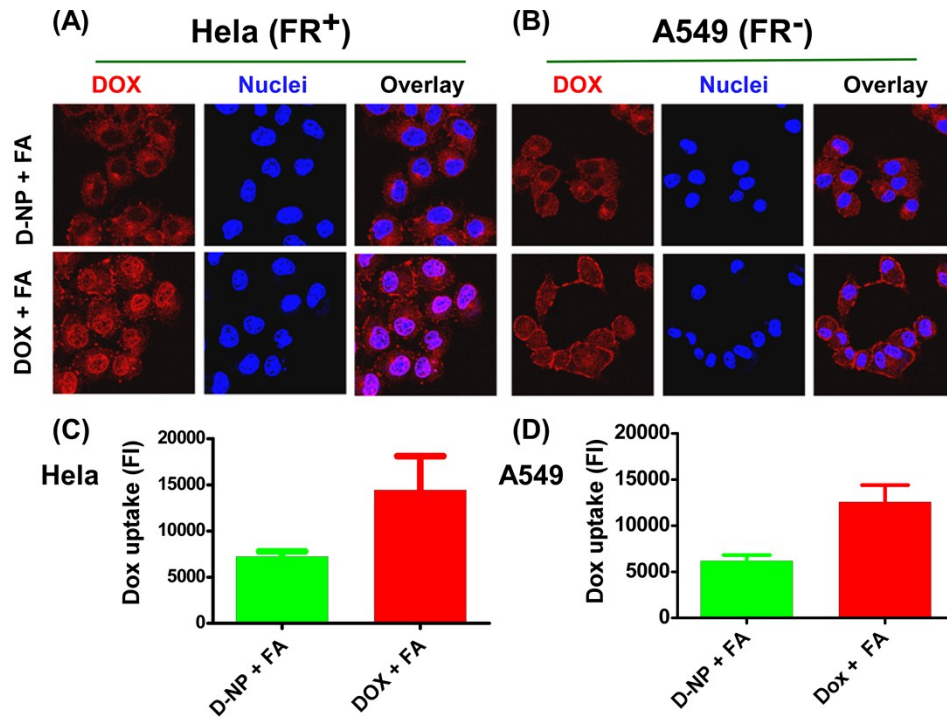 (A) Hela (FR+) (B) A549 (FR-)
DOX Nuclei Overlay DOX Nuclei Overlay
D-NP + FA
DOX + FA
(C) (D)
Hela A549
Dox uptake (FI)
20000
15000
10000
5000
0
D-NP + FA DOX + FA
Dox uptake (FI)
20000
15000
10000
5000
0
D-NP + FA Dox + FA